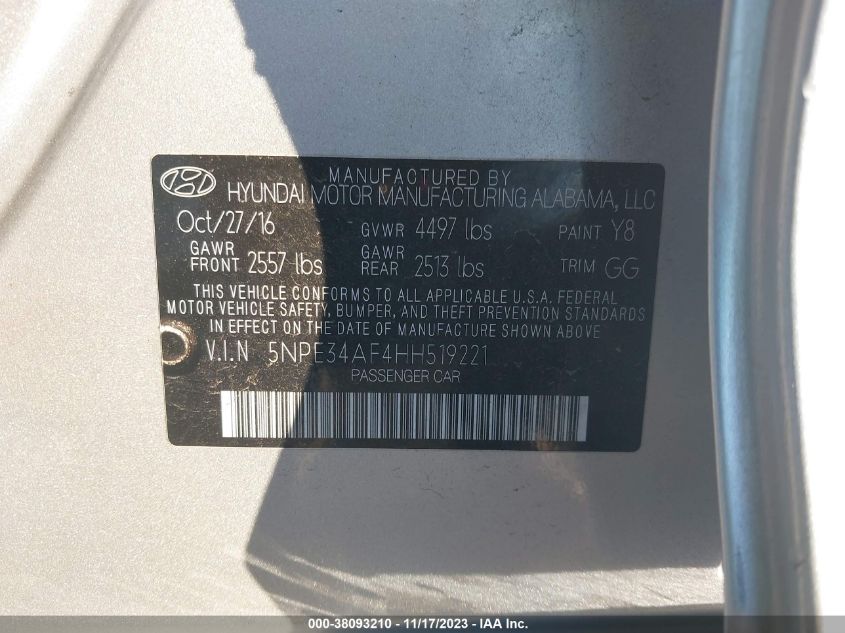 MANUFACTURED BY
HYUNDAI MOTOR MANUFACTURING ALABAMA, LLC
Oct/27/16 GVWR 4497 lbs PAINT Y8
GAWR FRONT 2557 lbs GAWR REAR 2513 lbs TRIM GG
THIS VEHICLE CONFORMS TO ALL APPLICABLE U.S.A. FEDERAL
MOTOR VEHICLE SAFETY, BUMPER, AND THEFT PREVENTION STANDARDS
IN EFFECT ON THE DATE OF MANUFACTURE SHOWN ABOVE.
V.I.N 5NPE34AF4HH519221
PASSENGER CAR
000-38093210 - 11/17/2023 - IAAI Inc.